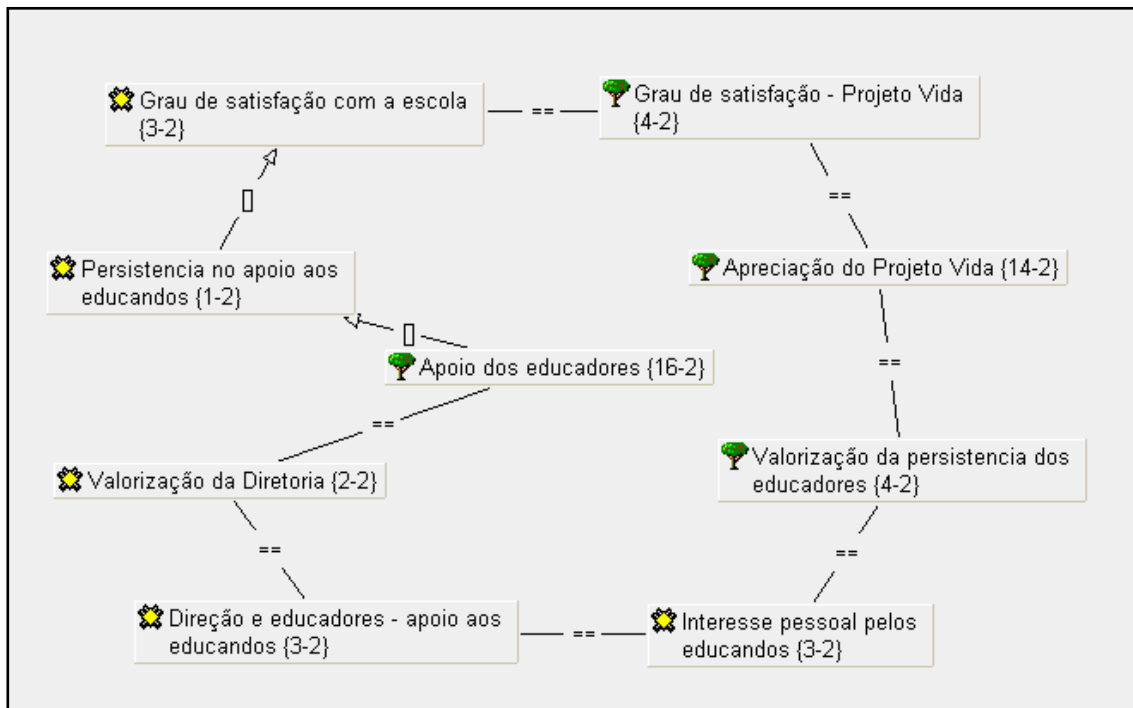 Grau de satisfação com a escola
{3-2}
==
Grau de satisfação - Projeto Vida
{4-2}
==
[]
Persistencia no apoio aos
educandos {1-2}
Apreciação do Projeto Vida {14-2}
[]
Apoio dos educadores {16-2}
==
==
Valorização da Diretoria {2-2}
Valorização da persistencia dos
educadores {4-2}
==
==
Direção e educadores - apoio aos
educandos {3-2}
==
Interesse pessoal pelos
educandos {3-2}